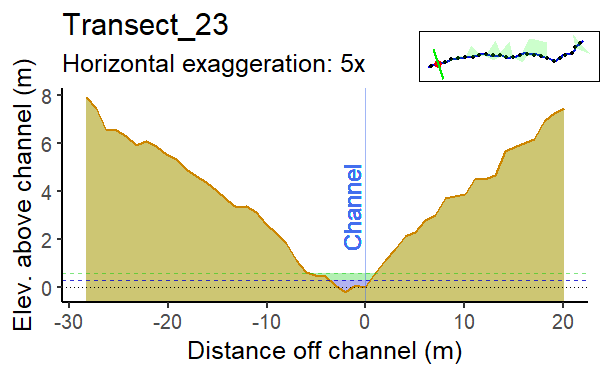 Transect_23
Horizontal exaggeration: 5x
Elev. above channel (m)
8
6
4
2
0
Channel
-30
-20
-10
0
10
20
Distance off channel (m)